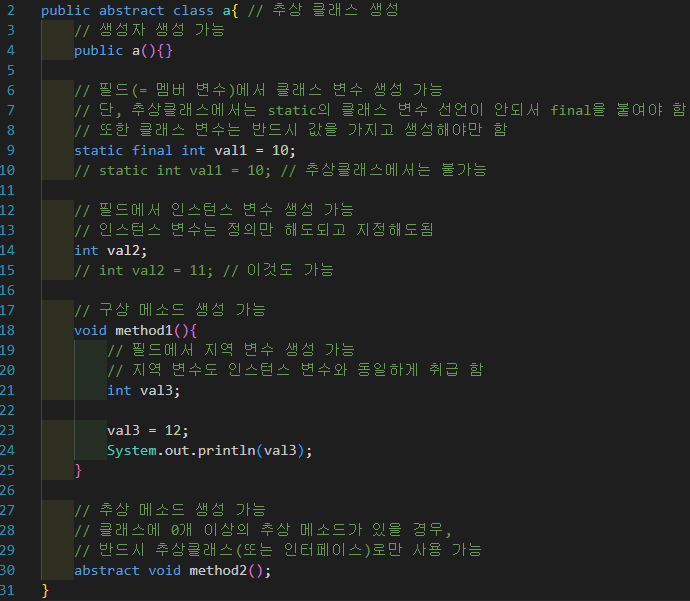 2 public abstract class a{ // 추상 클래스 생성
3 // 생성자 생성 가능
4 public a(){}
5
6 // 필드(= 멤버 변수)에서 클래스 변수 생성 가능
7 // 단, 추상클래스에서는 static의 클래스 변수 선언이 안되서 final을 붙여야 함
8 // 또한 클래스 변수는 반드시 값을 가지고 생성해야만 함
9 static final int val1 = 10;
10 // static int val1 = 10; // 추상클래스에서는 불가능
11
12 // 필드에서 인스턴스 변수 생성 가능
13 // 인스턴스 변수는 정의만 해도되고 지정해도됨
14 int val2;
15 // int val2 = 11; // 이것도 가능
16
17 // 구상 메소드 생성 가능
18 void method1(){
19 // 필드에서 지역 변수 생성 가능
20 // 지역 변수도 인스턴스 변수와 동일하게 취급 함
21 int val3;
22
23 val3 = 12;
24 System.out.println(val3);
25 }
26
27 // 추상 메소드 생성 가능
28 // 클래스에 0개 이상의 추상 메소드가 있을 경우,
29 // 반드시 추상클래스(또는 인터페이스)로만 사용 가능
30 abstract void method2();
31 }